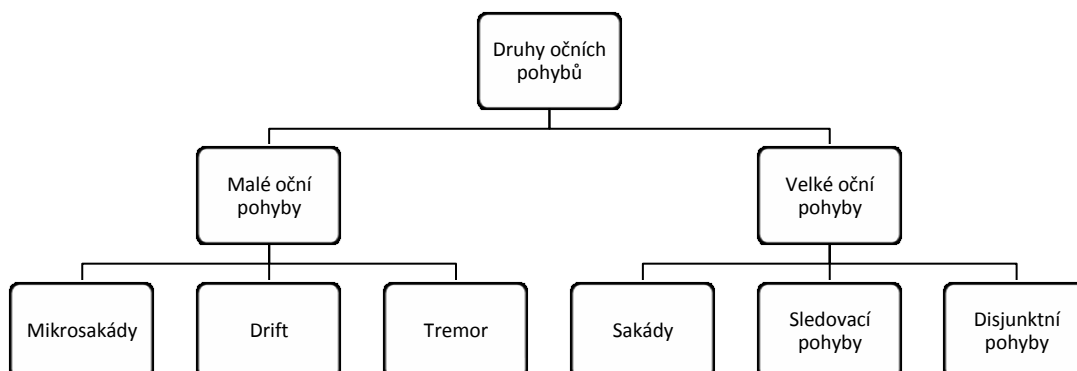 Druhy očních
pohybů
Malé oční
pohyby
Velké oční
pohyby
Mikrosakády
Drift
Tremor
Sakády
Sledovací
pohyby
Disjunktní
pohyby